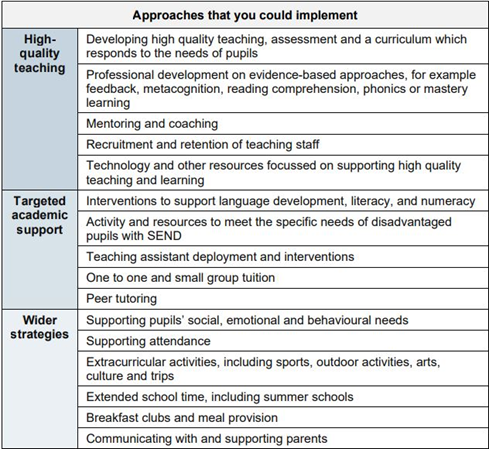 Approaches that you could implement
High-
quality
teaching
Developing high quality teaching, assessment and a curriculum which
responds to the needs of pupils
Professional development on evidence-based approaches, for example
feedback, metacognition, reading comprehension, phonics or mastery
learning
Mentoring and coaching
Recruitment and retention of teaching staff
Technology and other resources focussed on supporting high quality
teaching and learning
Targeted
academic
support
Interventions to support language development, literacy, and numeracy
Activity and resources to meet the specific needs of disadvantaged
pupils with SEND
Teaching assistant deployment and interventions
One to one and small group tuition
Peer tutoring
Wider
strategies
Supporting pupils’ social, emotional and behavioural needs
Supporting attendance
Extracurricular activities, including sports, outdoor activities, arts,
culture and trips
Extended school time, including summer schools
Breakfast clubs and meal provision
Communicating with and supporting parents